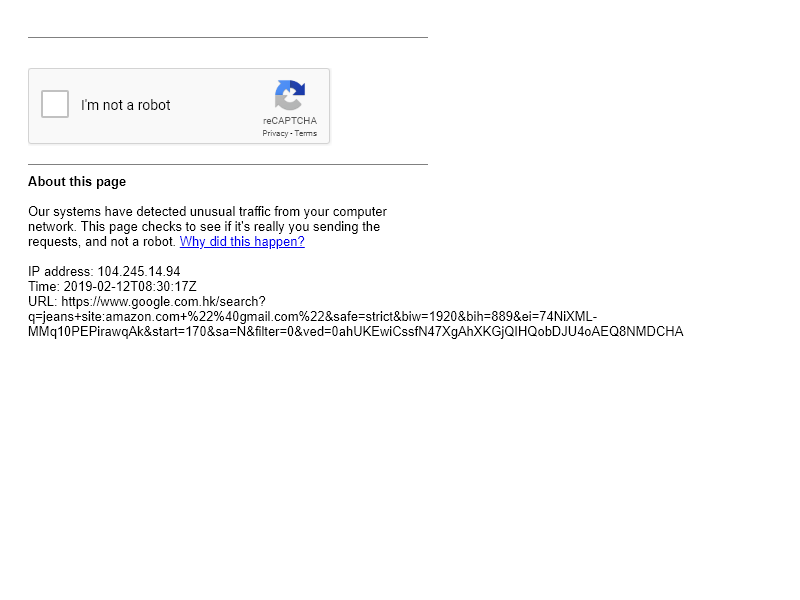 I'm not a robot
reCAPTCHA
Privacy - Terms
About this page
Our systems have detected unusual traffic from your computer
network. This page checks to see if it's really you sending the
requests, and not a robot. Why did this happen?
IP address: 104.245.14.94
Time: 2019-02-12T08:30:17Z
URL: https://www.google.com.hk/search?
q=jeans+site:amazon.com+%22%40gmail.com%22&safe=strict&biw=1920&bih=889&ei=74NiXML-
MMq10PEPirawqAk&start=170&sa=N&filter=0&ved=0ahUKEwiCssfN47XgAhXKGjQIHQobDJU4oAEQ8NMDCHA